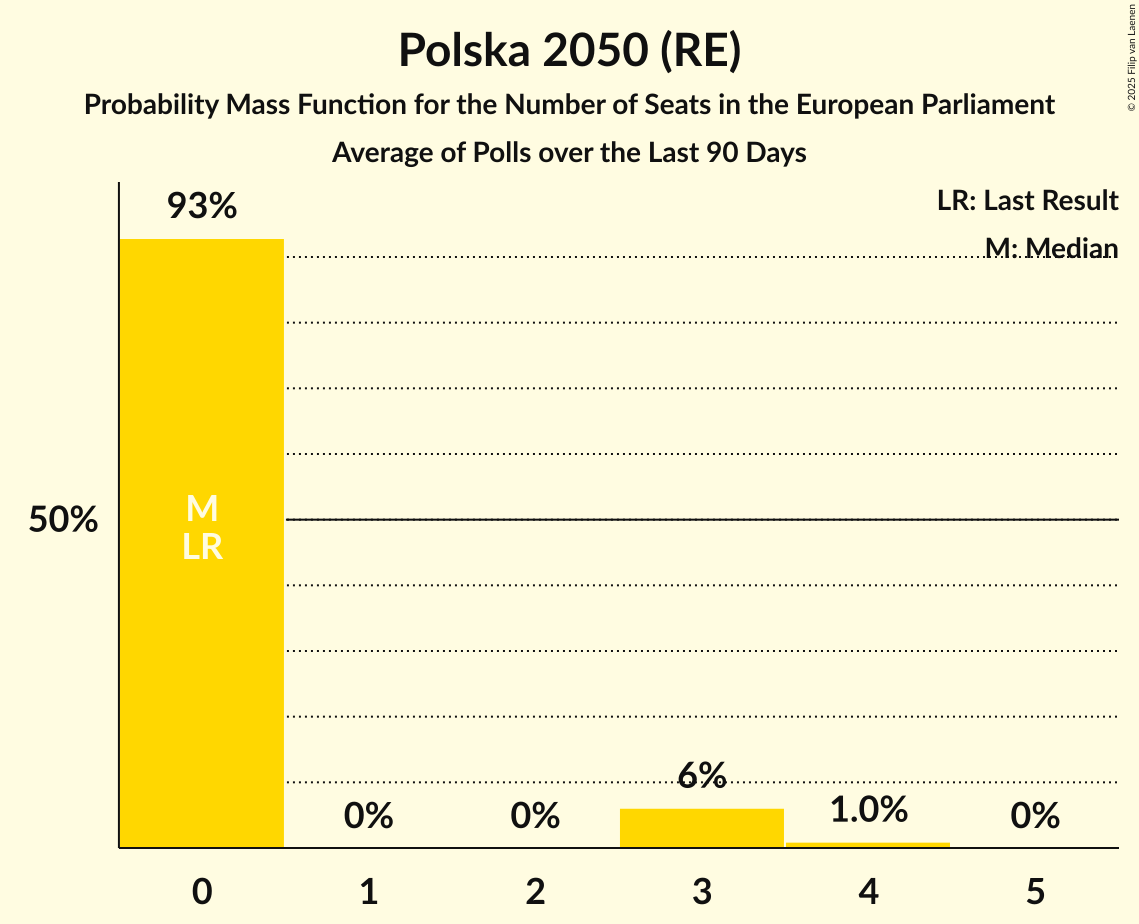 Polska 2050 (RE)
Probability Mass Function for the Number of Seats in the European Parliament
Average of Polls over the Last 90 Days
© 2025 Filip van Laenen
LR: Last Result
M: Median
93%
50%
M
LR
0%
0%
6%
1.0%
0%
0
1
2
3
4
5